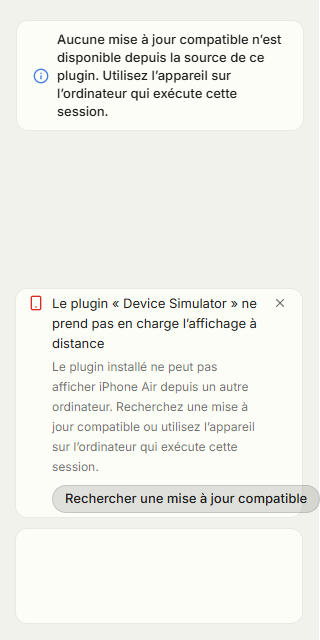 Aucune mise à jour compatible n’est
disponible depuis la source de ce
plugin. Utilisez l’appareil sur
l’ordinateur qui exécute cette
session.
Le plugin « Device Simulator » ne
prend pas en charge l’affichage à
distance
Le plugin installé ne peut pas
afficher iPhone Air depuis un autre
ordinateur. Recherchez une mise à
jour compatible ou utilisez l’appareil
sur l’ordinateur qui exécute cette
session.
Rechercher une mise à jour compatible